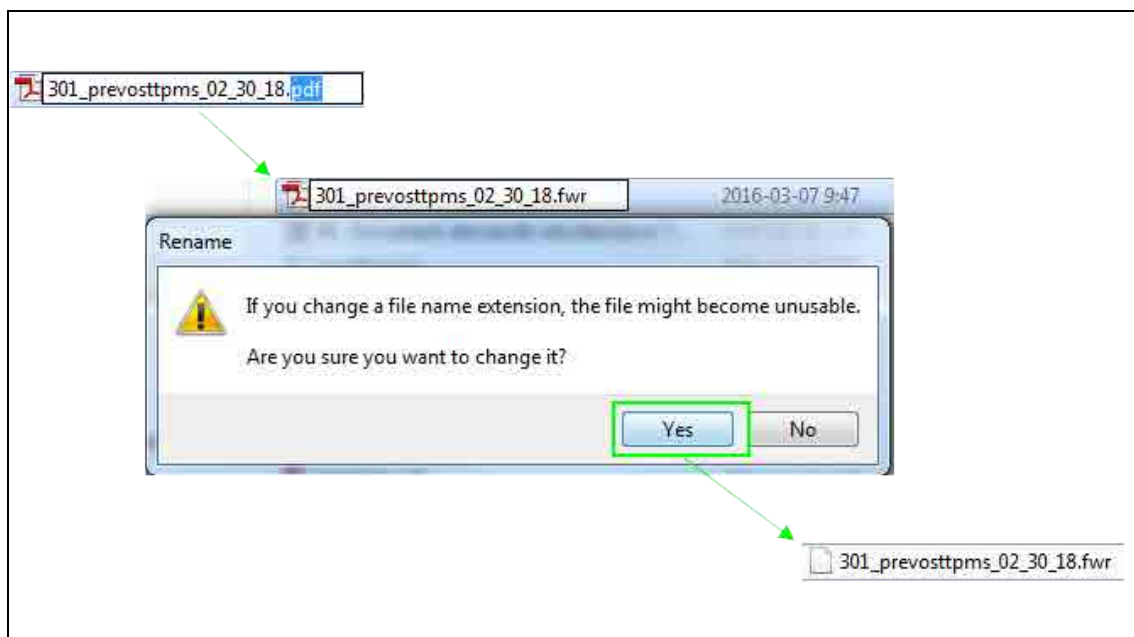 301_prevosttpms_02_30_18.pdf
301_prevosttpms_02_30_18.fwr 2016-03-07 9:47
Rename
If you change a file name extension, the file might become unusable.
Are you sure you want to change it?
Yes No
301_prevosttpms_02_30_18.fwr